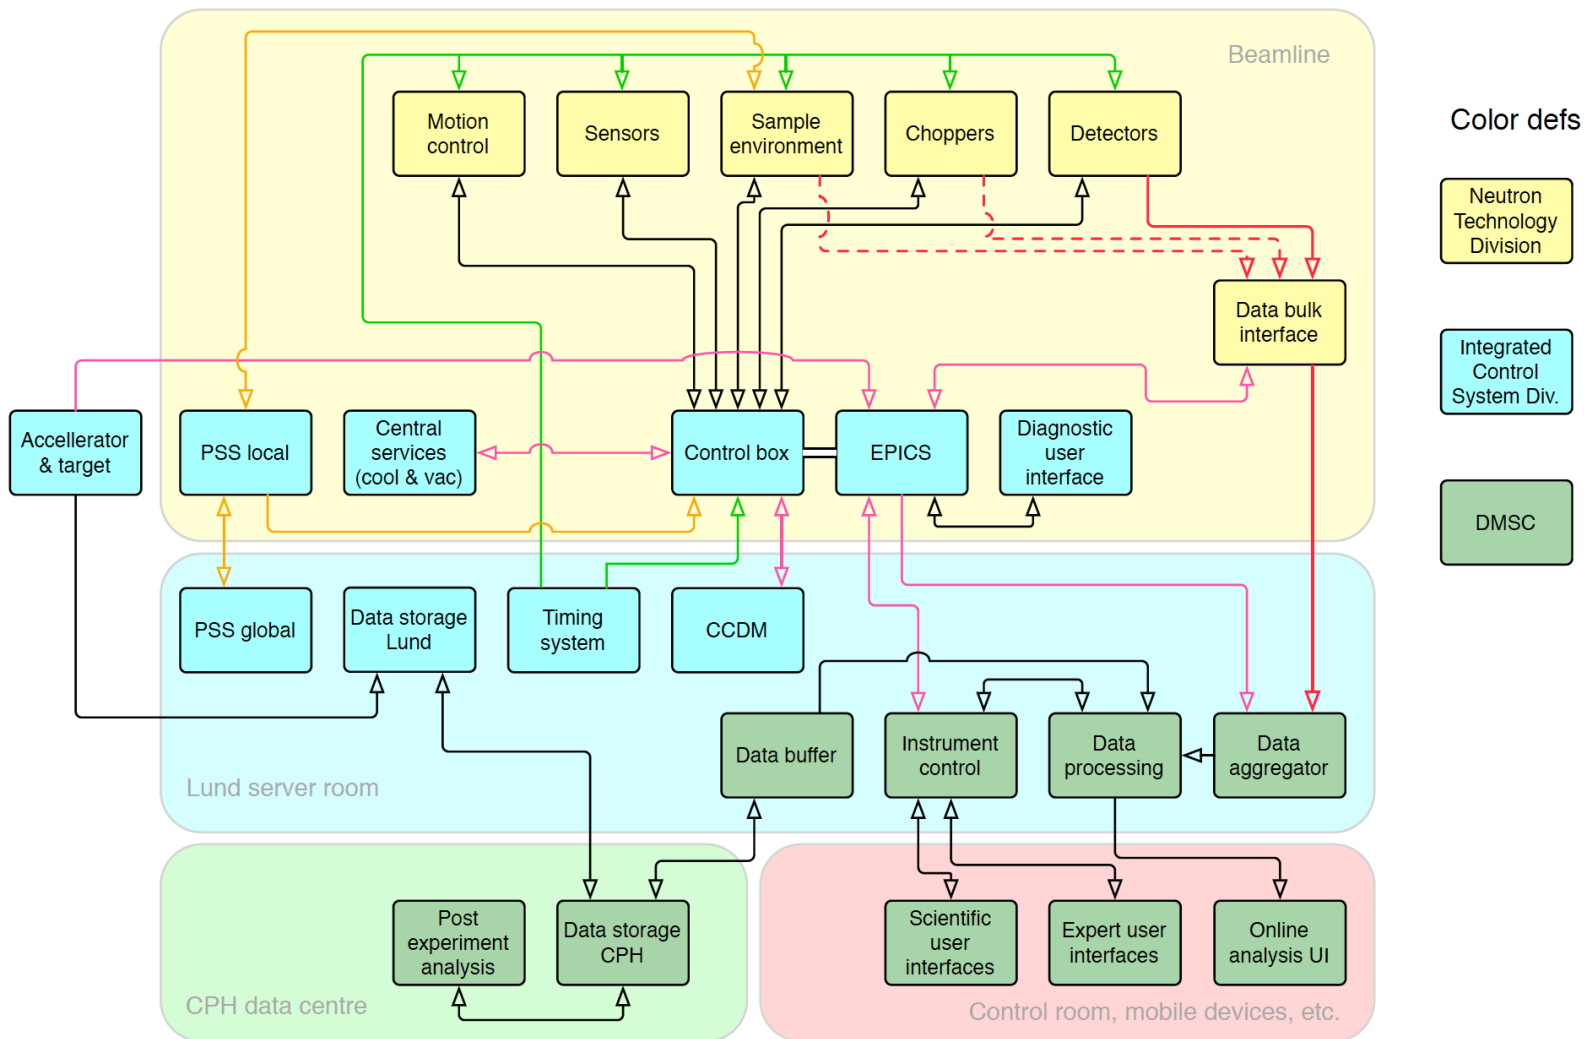 Beamline
Motion
control
Sensors
Sample
environment
Choppers
Detectors
Data bulk
interface
Accellerator
& target
PSS local
Central
services
(cool & vac)
Control box
EPICS
Diagnostic
user
interface
PSS global
Data storage
Lund
Timing
system
CCDM
Data buffer
Instrument
control
Data
processing
Data
aggregator
Lund server room
Post
experiment
analysis
Data storage
CPH
CPH data centre
Scientific
user
interfaces
Expert user
interfaces
Online
analysis UI
Control room, mobile devices, etc.
Color defs
Neutron
Technology
Division
Integrated
Control
System Div.
DMSC